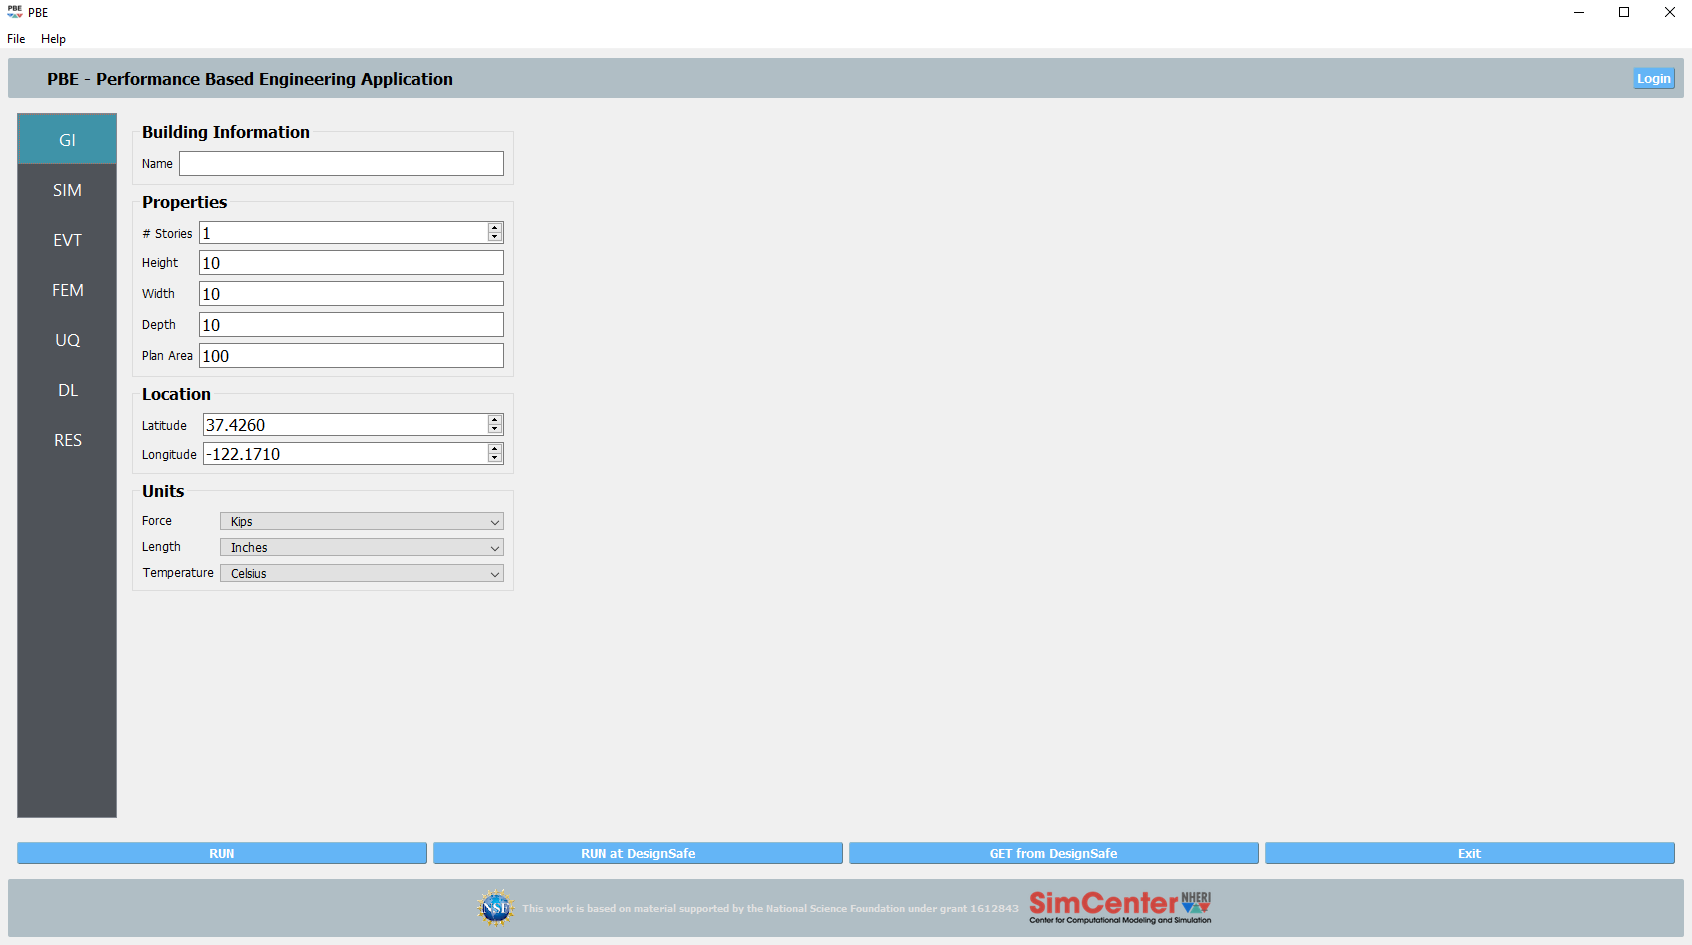 PBE
PBE
File Help
PBE - Performance Based Engineering Application
Login
GI
SIM
EVT
FEM
UQ
DL
RES
Building Information
Name
Properties
# Stories 1
Height 10
Width 10
Depth 10
Plan Area 100
Location
Latitude 37.4260
Longitude -122.1710
Units
Force Kips
Length Inches
Temperature Celsius
RUN RUN at DesignSafe GET from DesignSafe Exit
NSF
This work is based on material supported by the National Science Foundation under grant 1612843
SimCenter NHERI
Center for Computational Modeling and Simulation